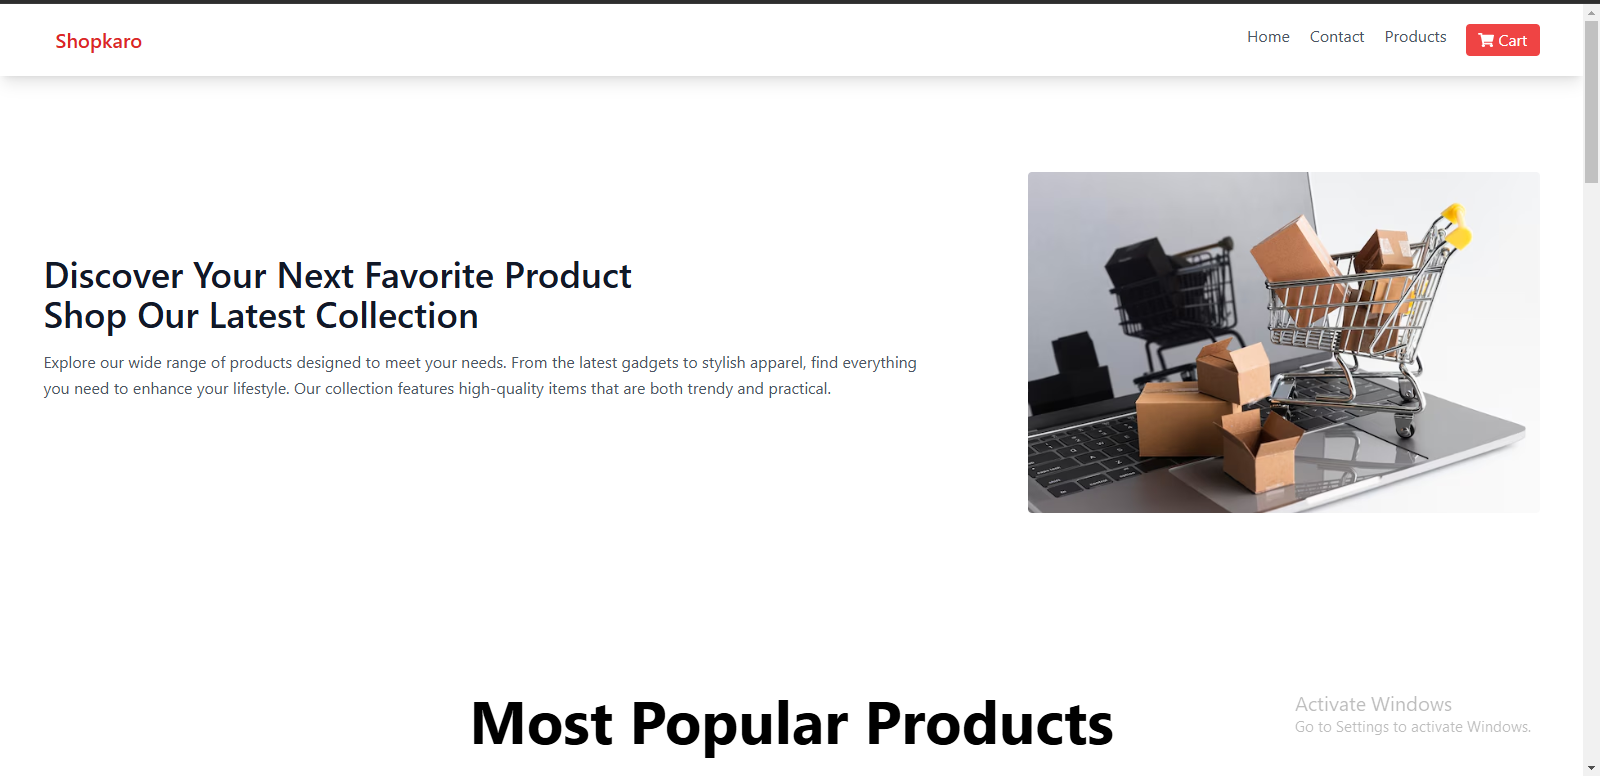 Shopkaro
Home Contact Products Cart
Discover Your Next Favorite Product
Shop Our Latest Collection
Explore our wide range of products designed to meet your needs. From the latest gadgets to stylish apparel, find everything
you need to enhance your lifestyle. Our collection features high-quality items that are both trendy and practical.
Most Popular Products
Activate Windows
Go to Settings to activate Windows.